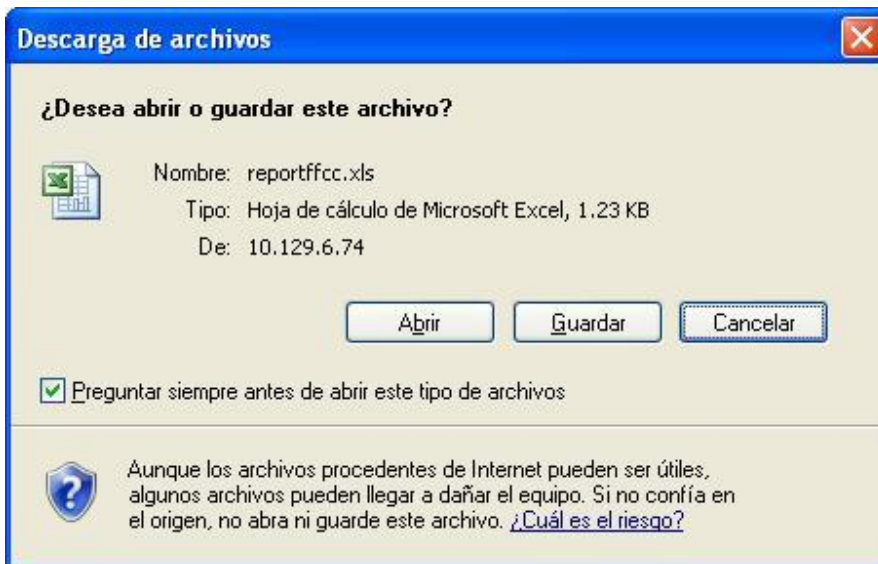 Descarga de archivos
¿Desea abrir o guardar este archivo?
Nombre: reportffcc.xls
Tipo: Hoja de cálculo de Microsoft Excel, 1.23 KB
De: 10.129.6.74
Abrir Guardar Cancelar
Preguntar siempre antes de abrir este tipo de archivos
Aunque los archivos procedentes de Internet pueden ser útiles,
algunos archivos pueden llegar a dañar el equipo. Si no confía en
el origen, no abra ni guarde este archivo. ¿Cuál es el riesgo?